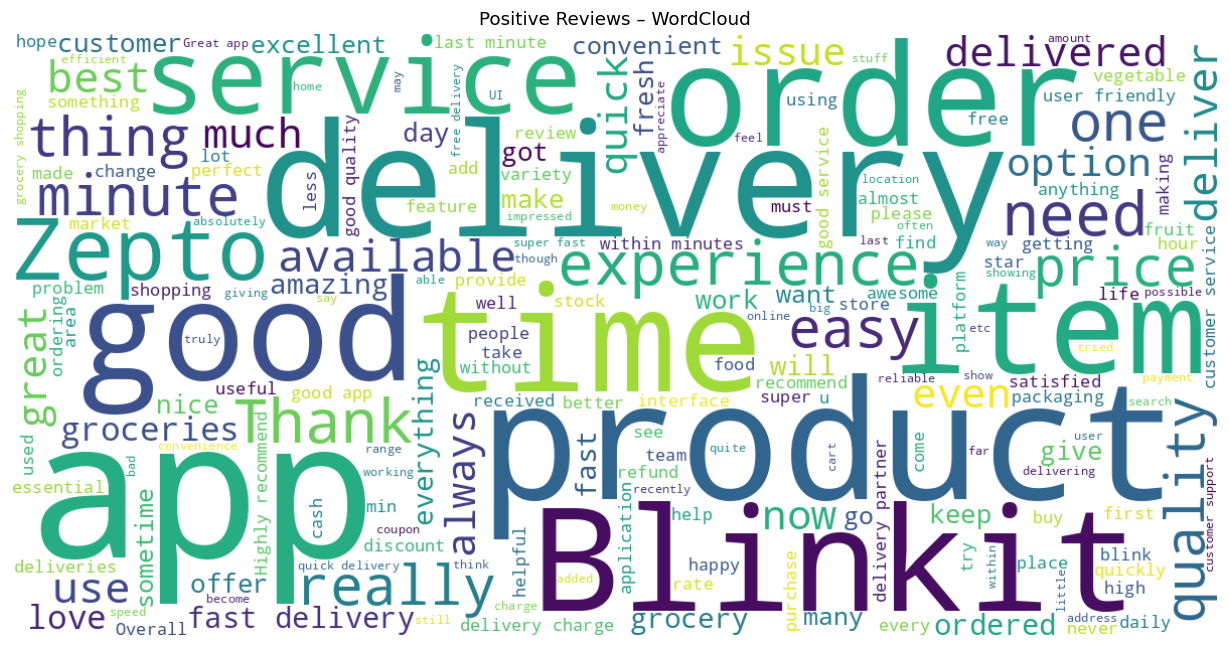 Positive Reviews – WordCloud
hope
customer
Great app
excellent
last minute
convenient
issue
stuff
delivered
amount
efficient
best
service
home
may
UI
free delivery
quick
fresh
appreciate
order
using
vegetable
user friendly
deliver
something
grocery shopping
thing
much
day
review
free
one
feel
delivery
good quality
less
lot
got
add
variety
good service
location
option
made
change
perfect
minute
feature
make
impressed
money
must
almost
please
often
anything
making
need
fruit
market
absolutely
Zepto
available
super fast
though
within minutes
last
find
way
getting
hour
customer service
experience
star
showing
price
problem
shopping
amazing
giving
able
provide
say
well
stock
work
want
store
awesome
platform
life
possible
ordering
area
great
good
truly
time
people
take
without
online
big
easy
item
etc
tried
food
will
useful
good app
everything
received
better
interface
recommend
super
u
reliable
show
even
satisfied
packaging
payment
search
nice
Thank
groceries
used
Highly recommend
convenience
range
always
product
fast
see
team
refund
quite
cart
delivery partner
come
far
user
give
delivering
quality
customer support
app
bad
essential
sometime
working
cash
min
coupon
discount
recently
application
help
now
go
keep
buy
first
deliveries
use
offer
quick delivery
really
think
helpful
Blinkit
added
happy
rate
purchase
try
within
place
little
blink
quickly
high
love
speed
become
Overall
fast delivery
still
charge
delivery charge
grocery
many
every
ordered
address
never
daily